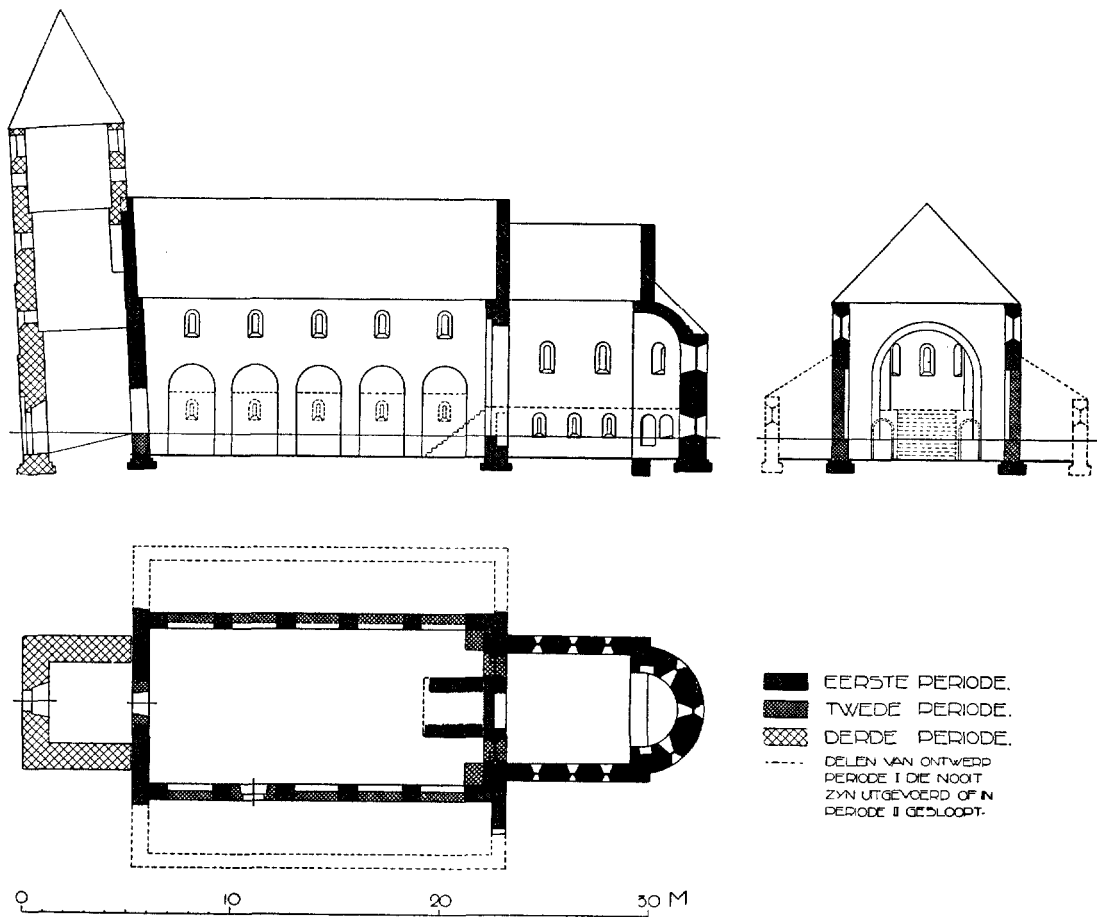 EERSTE PERIODE.
TWEDE PERIODE.
DERDE PERIODE.
DELEN VAN ONTWERP
PERIODE I DIE NOOIT
ZYN UTGEVOERD OF IN
PERIODE II GESLOOPT.
0 10 20 30 M